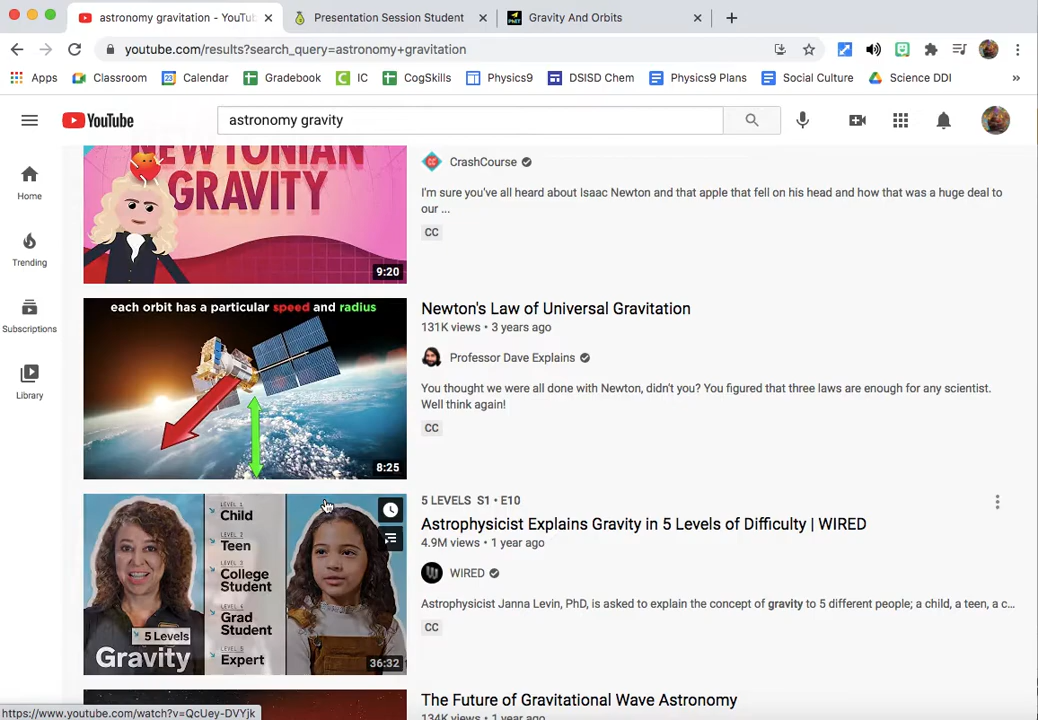 astronomy gravitation - YouTu
Presentation Session Student
Gravity And Orbits
youtube.com/results?search_query=astronomy+gravitation
Apps
Classroom
23 Calendar
Gradebook
C IC
CogSkills
Physics9
DSISD Chem
Physics9 Plans
Social Culture
Science DDI
»
YouTube
astronomy gravity
Home
Trending
Subscriptions
Library
NEWTONIAN
GRAVITY
9:20
CC CrashCourse
I'm sure you've all heard about Isaac Newton and that apple that fell on his head and how that was a huge deal to
our ...
CC
each orbit has a particular speed and radius
8:25
Newton's Law of Universal Gravitation
131K views • 3 years ago
Professor Dave Explains
You thought we were all done with Newton, didn't you? You figured that three laws are enough for any scientist.
Well think again!
CC
LEVEL 1
Child
LEVEL 2
Teen
LEVEL 3
College
Student
LEVEL 4
Grad
Student
LEVEL 5
Expert
5 Levels
Gravity
36:32
5 LEVELS S1 • E10
Astrophysicist Explains Gravity in 5 Levels of Difficulty | WIRED
4.9M views • 1 year ago
WIRED
Astrophysicist Janna Levin, PhD, is asked to explain the concept of gravity to 5 different people; a child, a teen, a c...
CC
The Future of Gravitational Wave Astronomy
134K views • 1 year ago
https://www.youtube.com/watch?v=QcUey-DVYjk